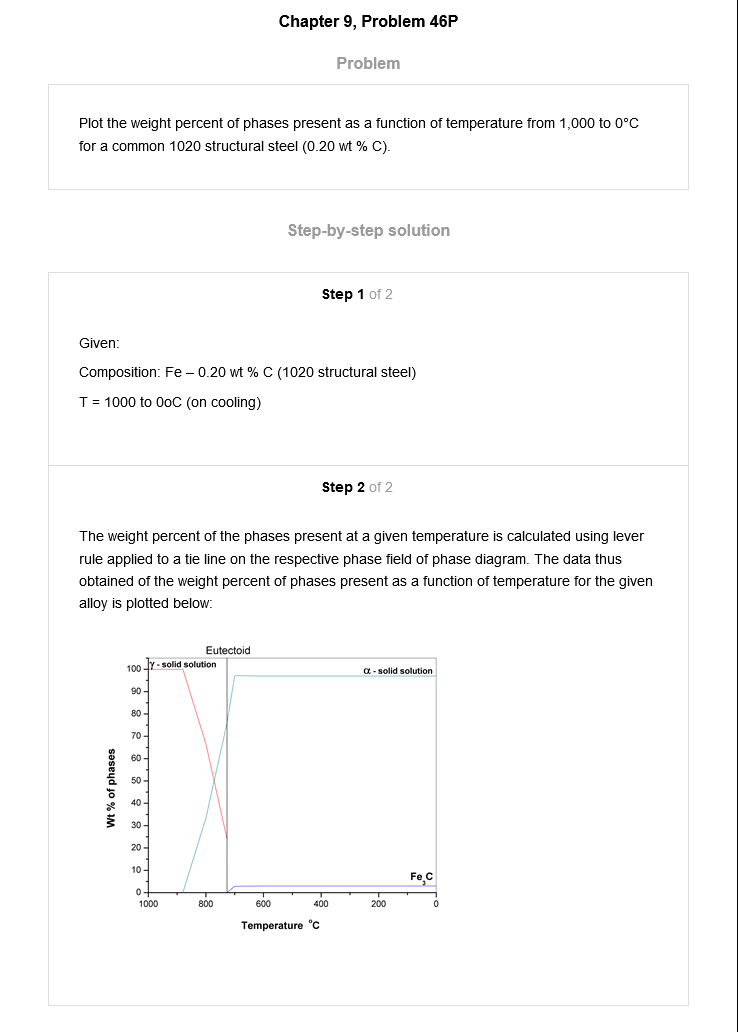 Chapter 9, Problem 46P
Problem
Plot the weight percent of phases present as a function of temperature from 1,000 to 0°C
for a common 1020 structural steel (0.20 wt % C).
Step-by-step solution
Step 1 of 2
Given:
Composition: Fe – 0.20 wt % C (1020 structural steel)
T = 1000 to 0oC (on cooling)
Step 2 of 2
The weight percent of the phases present at a given temperature is calculated using lever
rule applied to a tie line on the respective phase field of phase diagram. The data thus
obtained of the weight percent of phases present as a function of temperature for the given
alloy is plotted below:
Eutectoid
γ - solid solution
α - solid solution
100
90
80
70
60
50
40
30
20
10
0
Wt % of phases
Fe3C
1000 800 600 400 200 0
Temperature °C